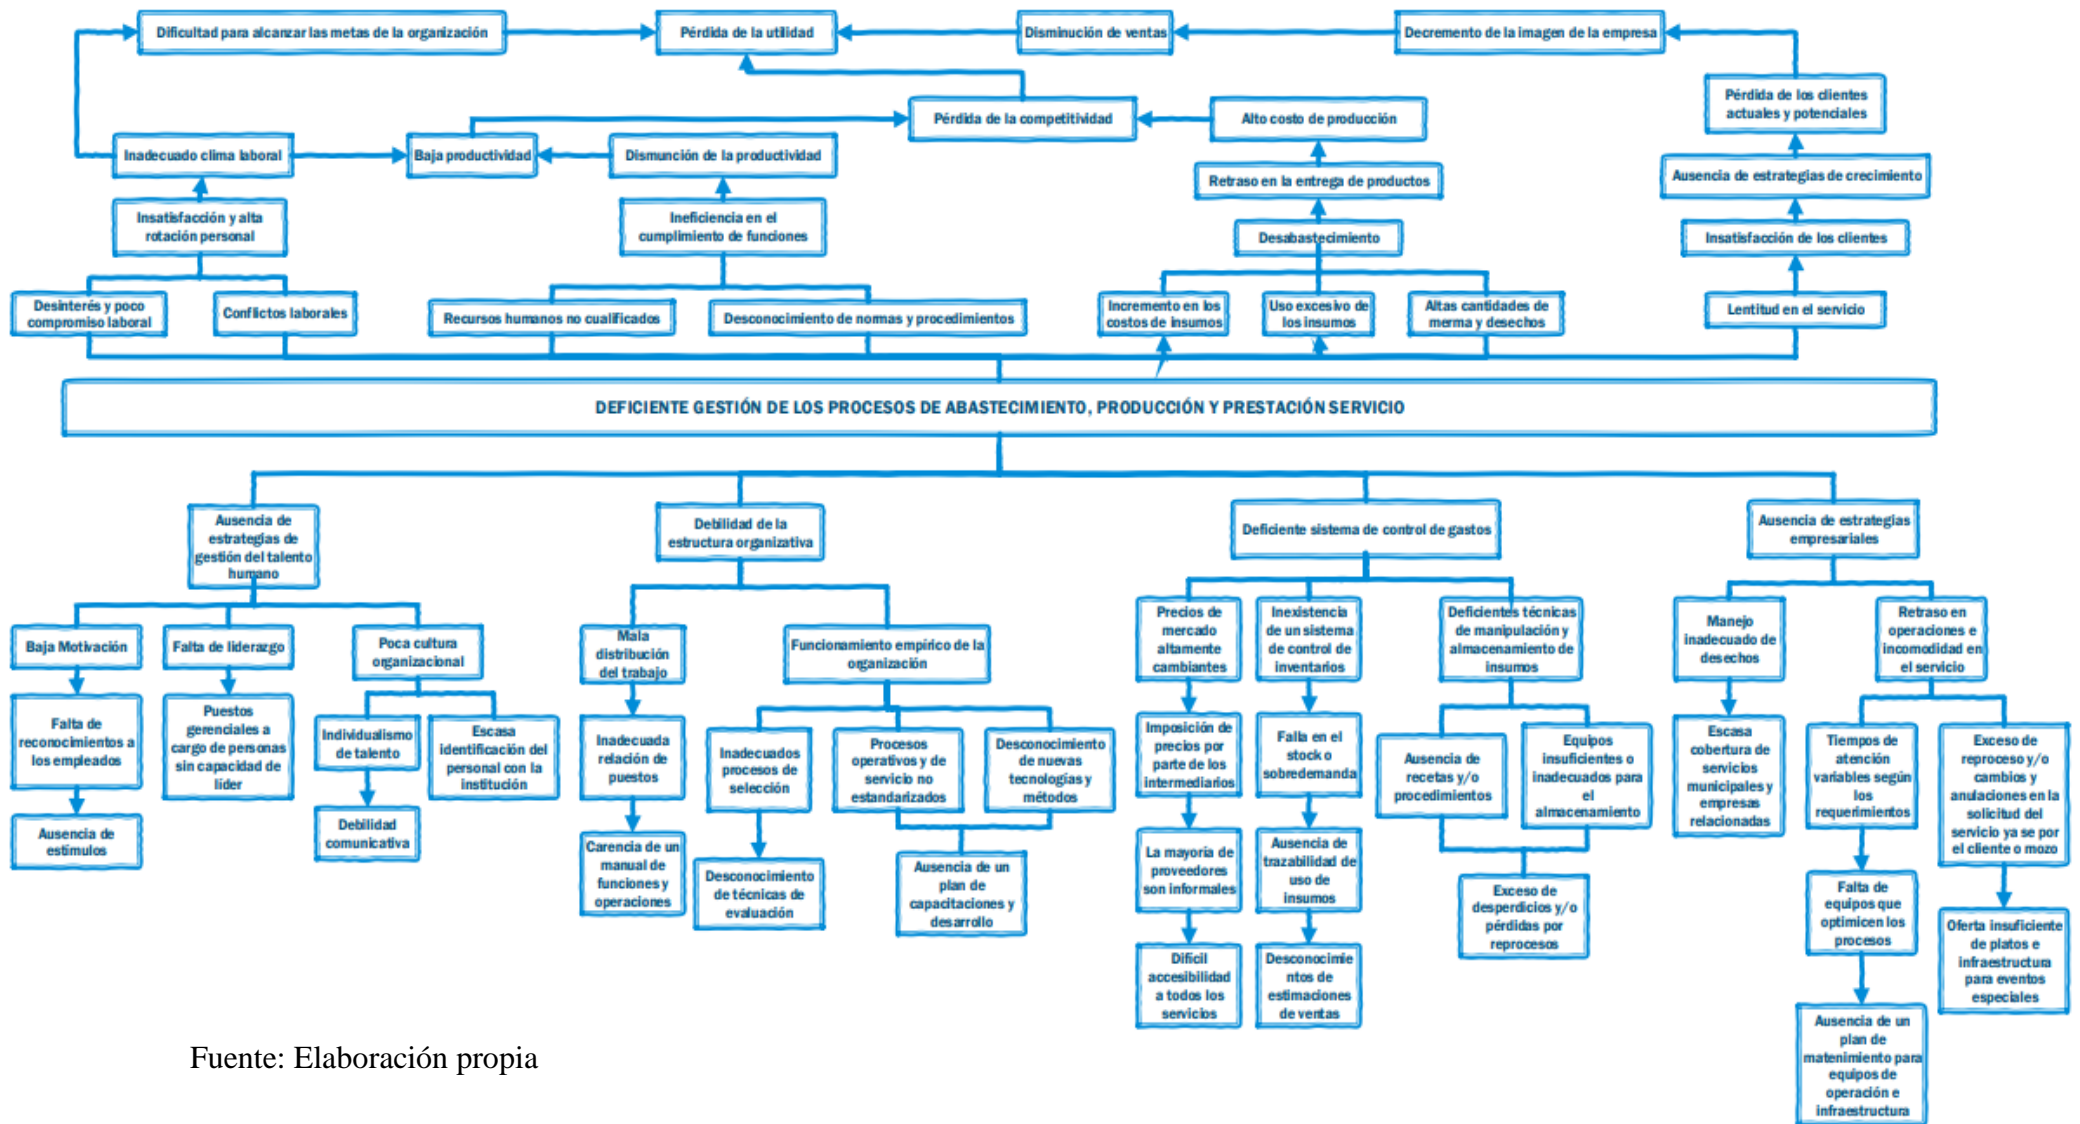 Dificultad para alcanzar las metas de la organización
Pérdida de la utilidad
Disminución de ventas
Decremento de la imagen de la empresa
Pérdida de los clientes
actuales y potenciales
Pérdida de la competitividad
Alto costo de producción
Inadecuado clima laboral
Baja productividad
Dismunción de la productividad
Retraso en la entrega de productos
Ausencia de estrategias de crecimiento
Insatisfacción y alta
rotación personal
Ineficiencia en el
cumplimiento de funciones
Desabastecimiento
Insatisfacción de los clientes
Desinterés y poco
compromiso laboral
Conflictos laborales
Recursos humanos no cualificados
Desconocimiento de normas y procedimientos
Incremento en los
costos de insumos
Uso excesivo de
los insumos
Altas cantidades de
merma y desechos
Lentitud en el servicio
DEFICIENTE GESTIÓN DE LOS PROCESOS DE ABASTECIMIENTO, PRODUCCIÓN Y PRESTACIÓN SERVICIO
Ausencia de
estrategias de
gestión del talento
humano
Debilidad de la
estructura organizativa
Deficiente sistema de control de gastos
Ausencia de estrategias
empresariales
Baja Motivación
Falta de liderazgo
Poca cultura
organizacional
Mala
distribución
del trabajo
Funcionamiento empírico de la
organización
Precios de
mercado
altamente
cambiantes
Inexistencia
de un sistema
de control de
inventarios
Deficientes técnicas
de manipulación y
almacenamiento de
insumos
Manejo
inadecuado de
desechos
Retraso en
operaciones e
incomodidad en
el servicio
Falta de
reconocimientos a
los empleados
Puestos
gerenciales a
cargo de personas
sin capacidad de
líder
Individualismo
de talento
Escasa
identificación del
personal con la
institución
Inadecuada
relación de
puestos
Inadecuados
procesos de
selección
Procesos
operativos y de
servicio no
estandarizados
Desconocimiento
de nuevas
tecnologías y
métodos
Imposición de
precios por
parte de los
intermediarios
Falla en el
stock o
sobredemanda
Ausencia de
recetas y/o
procedimientos
Equipos
insuficientes o
inadecuados para
el
almacenamiento
Escasa
cobertura de
servicios
municipales y
empresas
relacionadas
Tiempos de
atención
variables según
los
requerimientos
Exceso de
reproceso y/o
cambios y
anulaciones en la
solicitud del
servicio ya se por
el cliente o mozo
Ausencia de
estímulos
Debilidad
comunicativa
Carencia de un
manual de
funciones y
operaciones
Desconocimiento
de técnicas de
evaluación
Ausencia de un
plan de
capacitaciones y
desarrollo
La mayoría de
proveedores
son informales
Ausencia de
trazabilidad de
uso de
insumos
Exceso de
desperdicios y/o
pérdidas por
reprocesos
Falta de
equipos que
optimicen los
procesos
Oferta insuficiente
de platos e
infraestructura
para eventos
especiales
Difícil
accesibilidad
a todos los
servicios
Desconocimie
ntos de
estimaciones
de ventas
Ausencia de un
plan de
matenimiento para
equipos de
operación e
infraestructura
Fuente: Elaboración propia